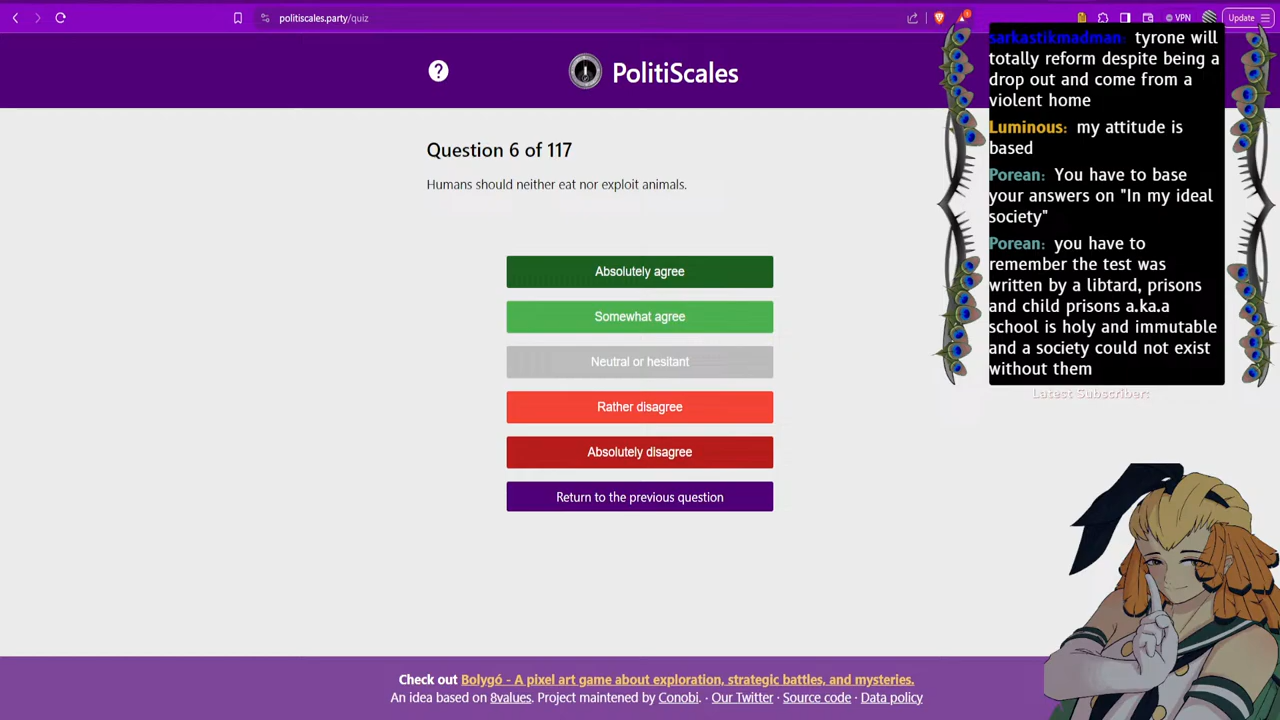 politiscales.party/quiz
1
VPN
Update
PolitiScales
Question 6 of 117
Humans should neither eat nor exploit animals.
Absolutely agree
Somewhat agree
Neutral or hesitant
Rather disagree
Absolutely disagree
Return to the previous question
sarkastikmadman: tyrone will
totally reform despite being a
drop out and come from a
violent home
Luminous: my attitude is
based
Porean: You have to base
your answers on "In my ideal
society"
Porean: you have to
remember the test was
written by a libtard, prisons
and child prisons a.ka.a
school is holy and immutable
and a society could not exist
without them
Latest Subscriber:
Check out Bolygó - A pixel art game about exploration, strategic battles, and mysteries.
An idea based on 8values. Project maintened by Conobi. · Our Twitter · Source code · Data policy